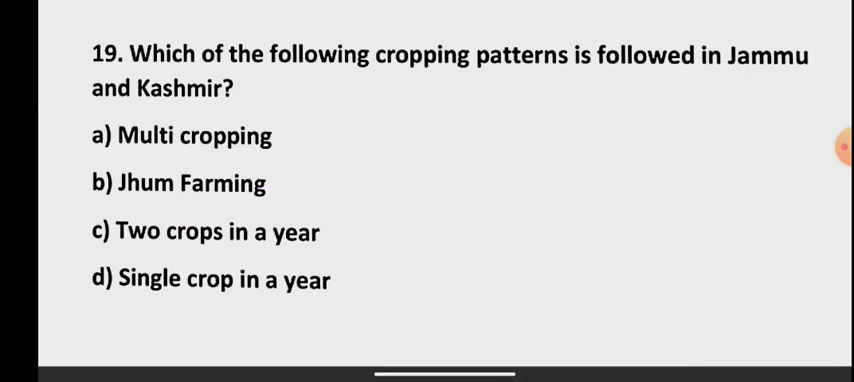 19. Which of the following cropping patterns is followed in Jammu
and Kashmir?
a) Multi cropping
b) Jhum Farming
c) Two crops in a year
d) Single crop in a year